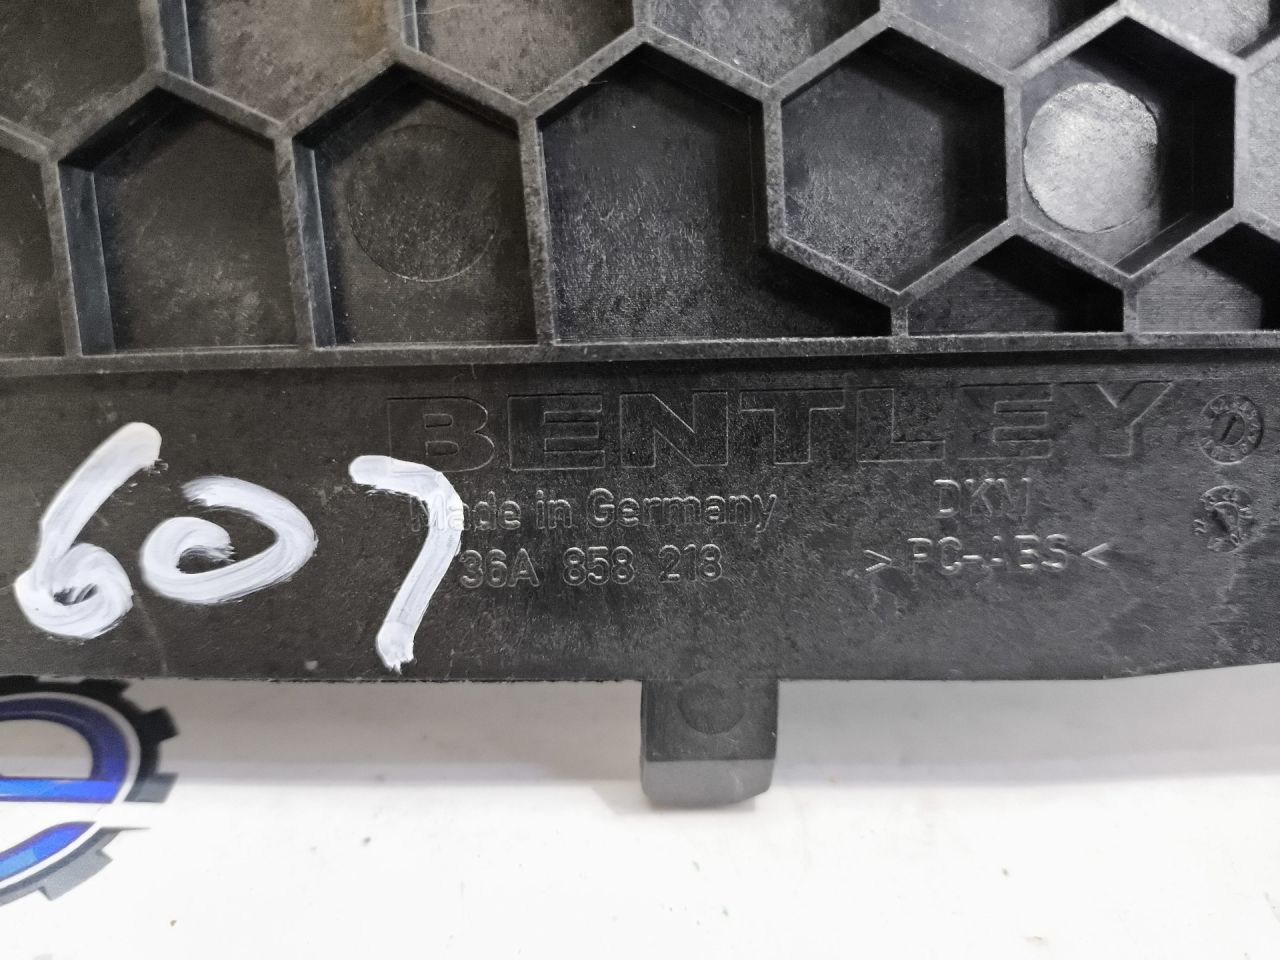 BENTLEY
607
Made in Germany
DKM
36A 858 218
>PC-ABS<